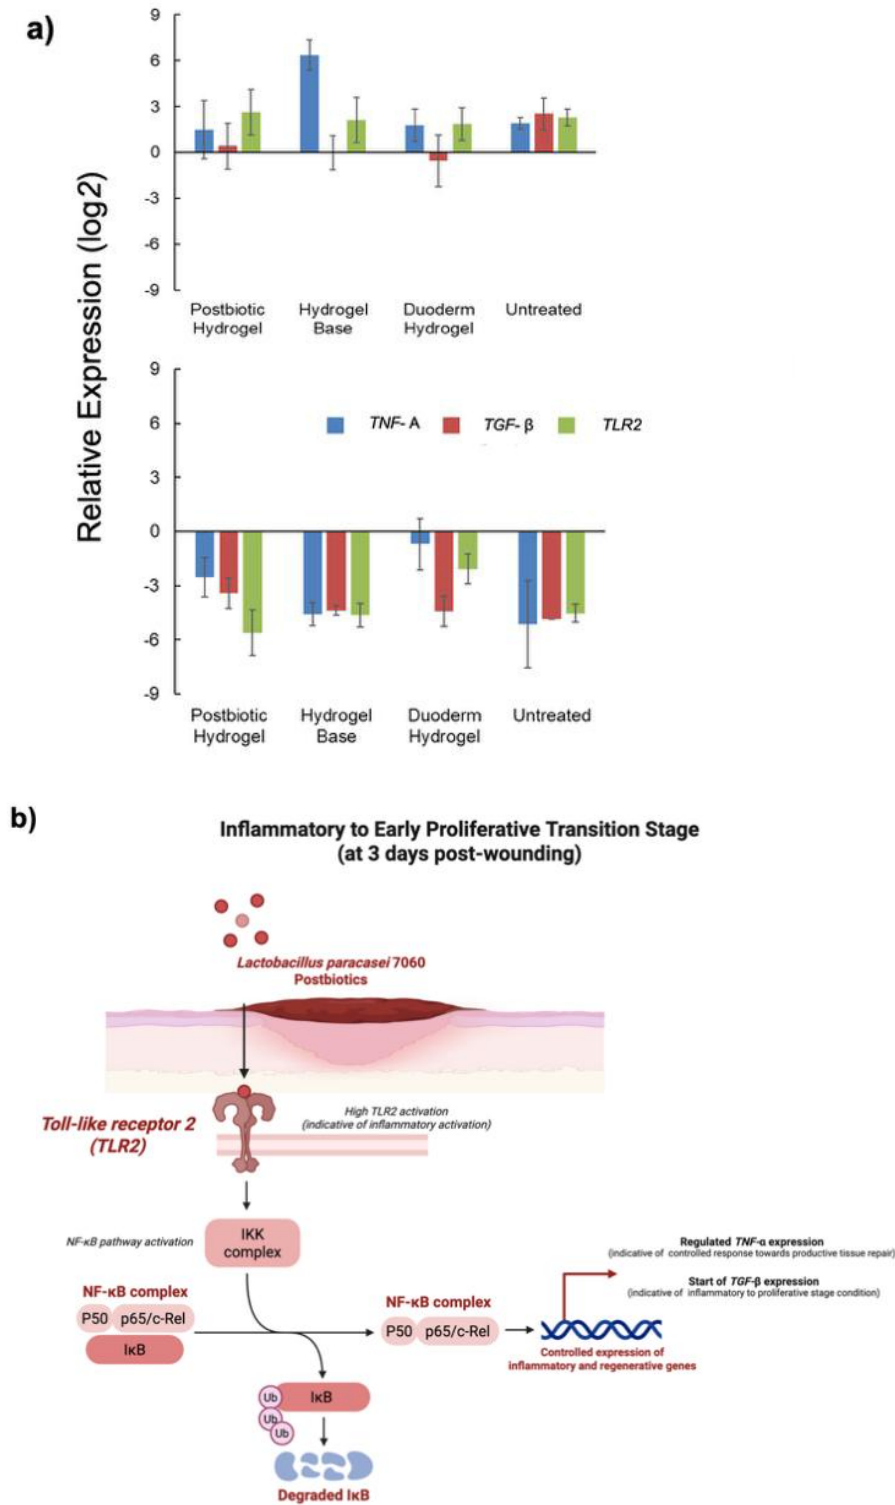 a)
Relative Expression (log2)
9
6
3
0
-3
-6
-9
Postbiotic Hydrogel
Hydrogel Base
Duoderm Hydrogel
Untreated
9
6
3
0
-3
-6
-9
TNF- A
TGF- β
TLR2
Postbiotic Hydrogel
Hydrogel Base
Duoderm Hydrogel
Untreated
b)
Inflammatory to Early Proliferative Transition Stage
(at 3 days post-wounding)
Lactobacillus paracasei 7060
Postbiotics
Toll-like receptor 2
(TLR2)
High TLR2 activation
(indicative of inflammatory activation)
NF-κB pathway activation
IKK
complex
NF-κB complex
P50 p65/c-Rel
IκB
NF-κB complex
P50 p65/c-Rel
Regulated TNF-α expression
(indicative of controlled response towards productive tissue repair)
Start of TGF-β expression
(indicative of inflammatory to proliferative stage condition)
Controlled expression of
inflammatory and regenerative genes
Ub
IκB
Ub
Ub
Degraded IκB